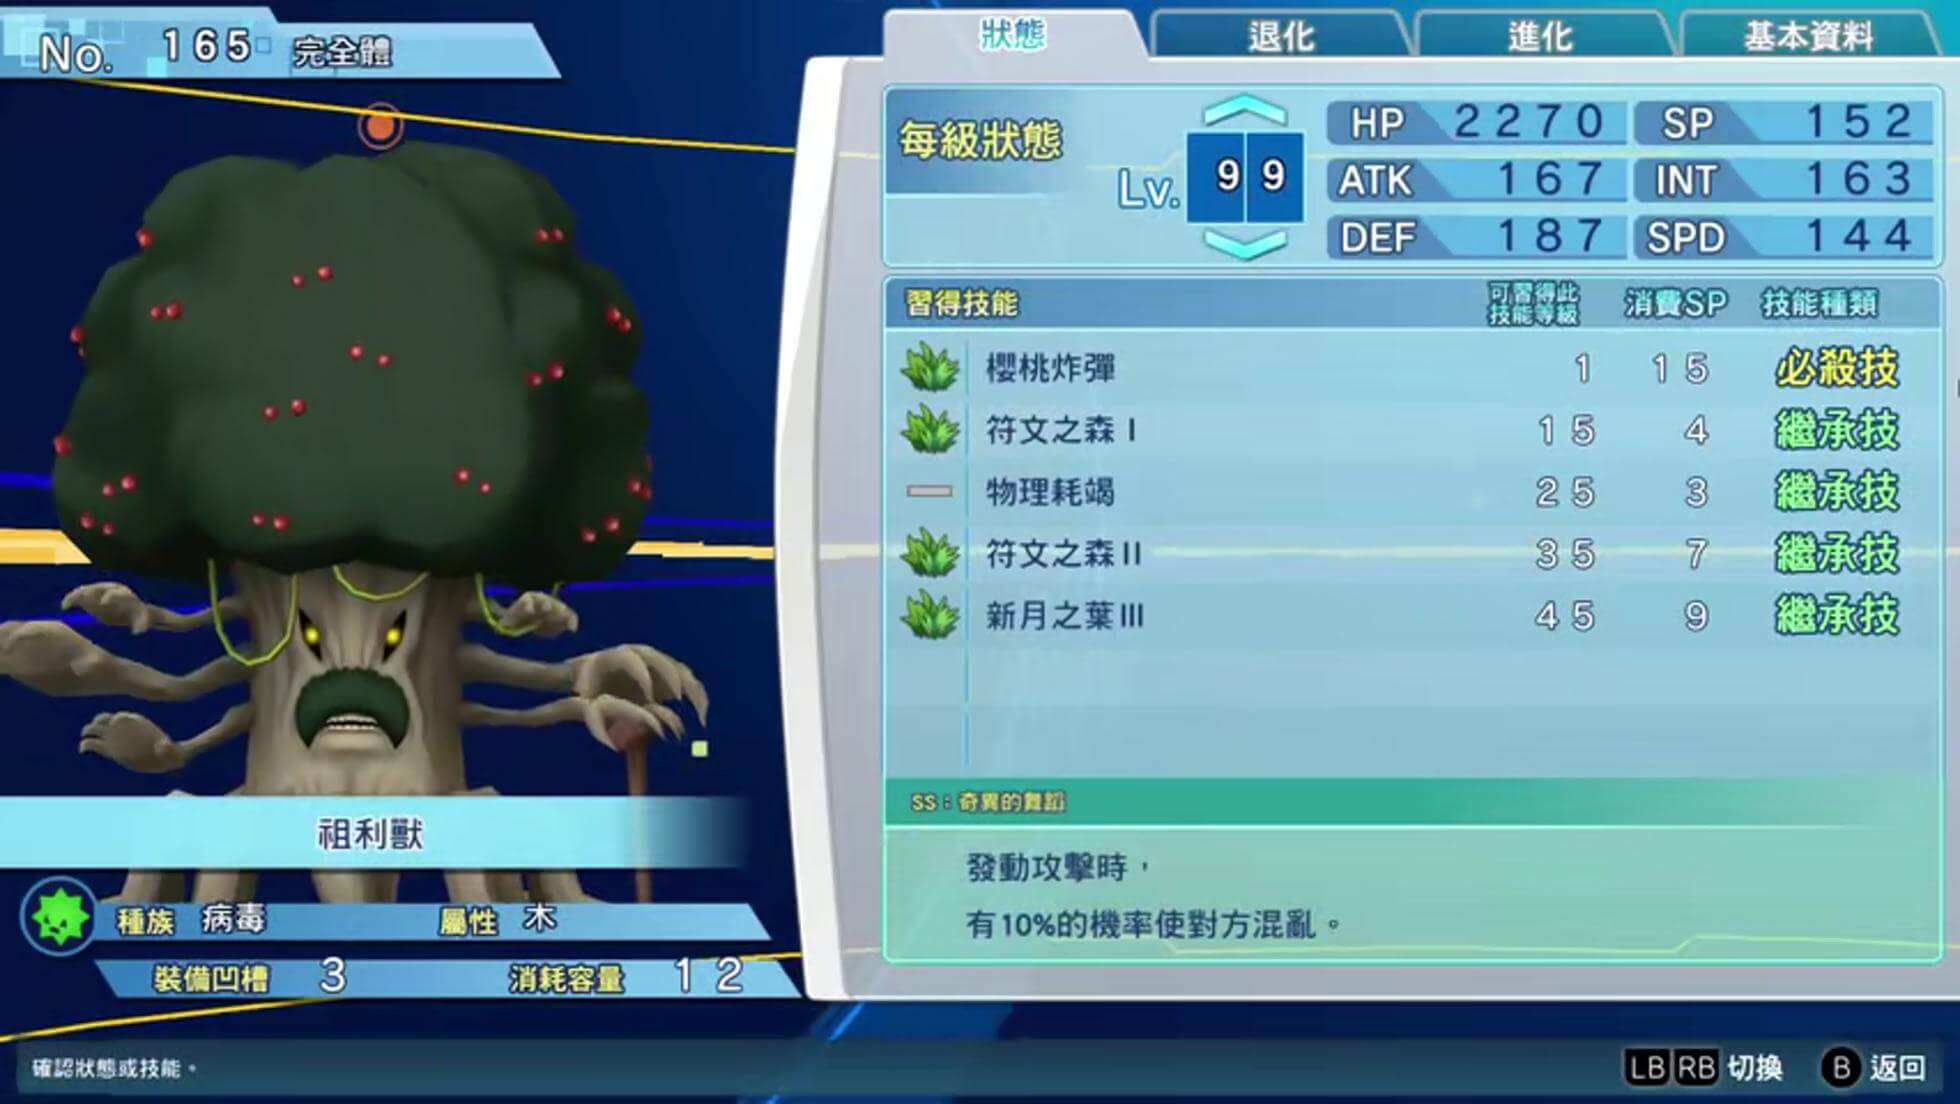 No. 165 完全體
狀態 退化 進化 基本資料
每級狀態
Lv. 99
HP 2270 SP 152
ATK 167 INT 163
DEF 187 SPD 144
習得技能 可習得此技能等級 消費SP 技能種類
櫻桃炸彈 1 15 必殺技
符文之森Ⅰ 15 4 繼承技
物理耗竭 25 3 繼承技
符文之森Ⅱ 35 7 繼承技
新月之葉Ⅲ 45 9 繼承技
SS：奇異的舞蹈
發動攻擊時，
有10%的機率使對方混亂。
祖利獸
種族 病毒 屬性 木
裝備凹槽 3 消耗容量 12
確認狀態或技能。
LB RB 切換 B 返回